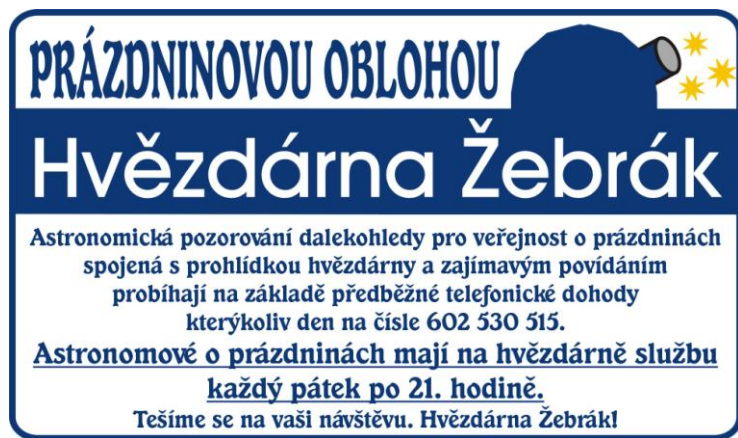 PRÁZDNINOVOU OBLOHOU
Hvězdárna Žebrák
Astronomická pozorování dalekohledy pro veřejnost o prázdninách
spojená s prohlídkou hvězdárny a zajímavým povídáním
probíhají na základě předběžné telefonické dohody
kterýkoliv den na čísle 602 530 515.
Astronomové o prázdninách mají na hvězdárně službu
každý pátek po 21. hodině.
Tešíme se na vaši návštěvu. Hvězdárna Žebrák!